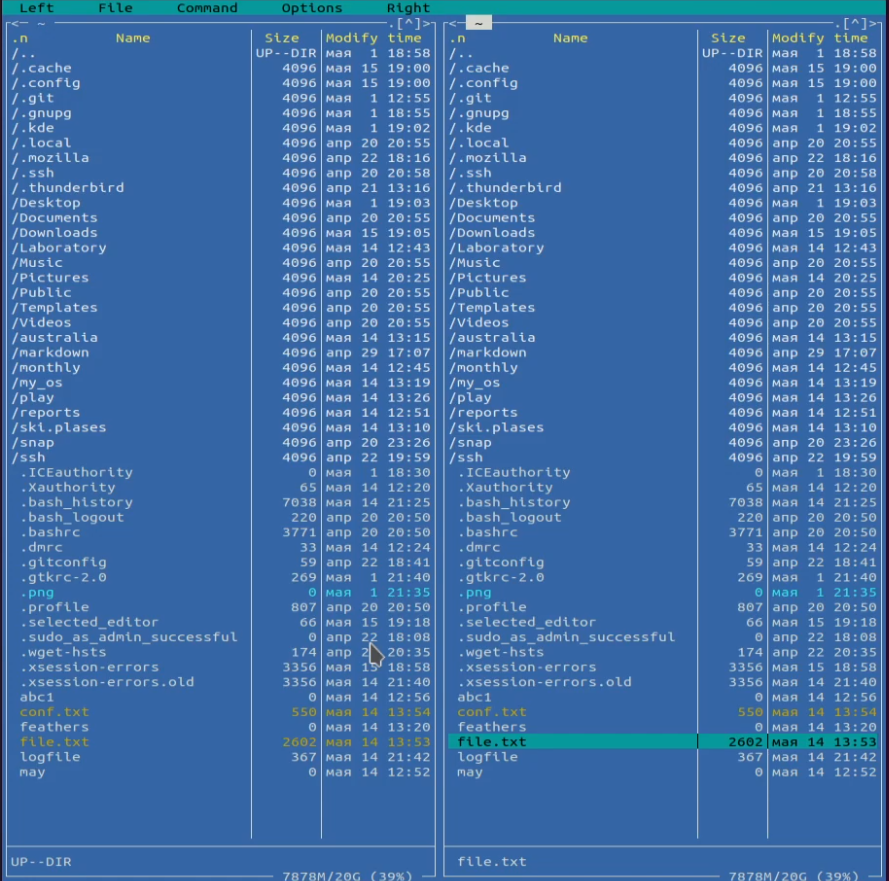 Left File Command Options Right
<— ~ .[^]> <— ~ .[^]>
.n Name Size Modify time .n Name Size Modify time
/.. UP--DIR мая 1 18:58 /.. UP--DIR мая 1 18:58
/.cache 4096 мая 15 19:00 /.cache 4096 мая 15 19:00
/.config 4096 мая 15 19:00 /.config 4096 мая 15 19:00
/.git 4096 мая 1 12:55 /.git 4096 мая 1 12:55
/.gnupg 4096 мая 1 18:55 /.gnupg 4096 мая 1 18:55
/.kde 4096 мая 1 19:02 /.kde 4096 мая 1 19:02
/.local 4096 апр 20 20:55 /.local 4096 апр 20 20:55
/.mozilla 4096 апр 22 18:16 /.mozilla 4096 апр 22 18:16
/.ssh 4096 апр 20 20:58 /.ssh 4096 апр 20 20:58
/.thunderbird 4096 апр 21 13:16 /.thunderbird 4096 апр 21 13:16
/Desktop 4096 мая 1 19:03 /Desktop 4096 мая 1 19:03
/Documents 4096 апр 20 20:55 /Documents 4096 апр 20 20:55
/Downloads 4096 мая 15 19:05 /Downloads 4096 мая 15 19:05
/Laboratory 4096 мая 14 12:43 /Laboratory 4096 мая 14 12:43
/Music 4096 апр 20 20:55 /Music 4096 апр 20 20:55
/Pictures 4096 мая 14 20:25 /Pictures 4096 мая 14 20:25
/Public 4096 апр 20 20:55 /Public 4096 апр 20 20:55
/Templates 4096 апр 20 20:55 /Templates 4096 апр 20 20:55
/Videos 4096 апр 20 20:55 /Videos 4096 апр 20 20:55
/australia 4096 мая 14 13:15 /australia 4096 мая 14 13:15
/markdown 4096 апр 29 17:07 /markdown 4096 апр 29 17:07
/monthly 4096 мая 14 12:45 /monthly 4096 мая 14 12:45
/my_os 4096 мая 14 13:19 /my_os 4096 мая 14 13:19
/play 4096 мая 14 13:26 /play 4096 мая 14 13:26
/reports 4096 мая 14 12:51 /reports 4096 мая 14 12:51
/ski.plases 4096 мая 14 13:10 /ski.plases 4096 мая 14 13:10
/snap 4096 апр 20 23:26 /snap 4096 апр 20 23:26
/ssh 4096 апр 22 19:59 /ssh 4096 апр 22 19:59
.ICEauthority 0 мая 1 18:30 .ICEauthority 0 мая 1 18:30
.Xauthority 65 мая 14 12:20 .Xauthority 65 мая 14 12:20
.bash_history 7038 мая 14 21:25 .bash_history 7038 мая 14 21:25
.bash_logout 220 апр 20 20:50 .bash_logout 220 апр 20 20:50
.bashrc 3771 апр 20 20:50 .bashrc 3771 апр 20 20:50
.dmrc 33 мая 14 12:24 .dmrc 33 мая 14 12:24
.gitconfig 59 апр 22 18:41 .gitconfig 59 апр 22 18:41
.gtkrc-2.0 269 мая 1 21:40 .gtkrc-2.0 269 мая 1 21:40
.png 0 мая 1 21:35 .png 0 мая 1 21:35
.profile 807 апр 20 20:50 .profile 807 апр 20 20:50
.selected_editor 66 мая 15 19:18 .selected_editor 66 мая 15 19:18
.sudo_as_admin_successful 0 апр 22 18:08 .sudo_as_admin_successful 0 апр 22 18:08
.wget-hsts 174 апр 20:35 .wget-hsts 174 апр 22 20:35
.xsession-errors 3356 мая 15 18:58 .xsession-errors 3356 мая 15 18:58
.xsession-errors.old 3356 мая 14 21:40 .xsession-errors.old 3356 мая 14 21:40
abc1 0 мая 14 12:56 abc1 0 мая 14 12:56
conf.txt 550 мая 14 13:54 conf.txt 550 мая 14 13:54
feathers 0 мая 14 13:20 feathers 0 мая 14 13:20
file.txt 2602 мая 14 13:53 file.txt 2602 мая 14 13:53
logfile 367 мая 14 21:42 logfile 367 мая 14 21:42
may 0 мая 14 12:52 may 0 мая 14 12:52
UP--DIR file.txt
7878M/20G (39%) 7878M/20G (39%)